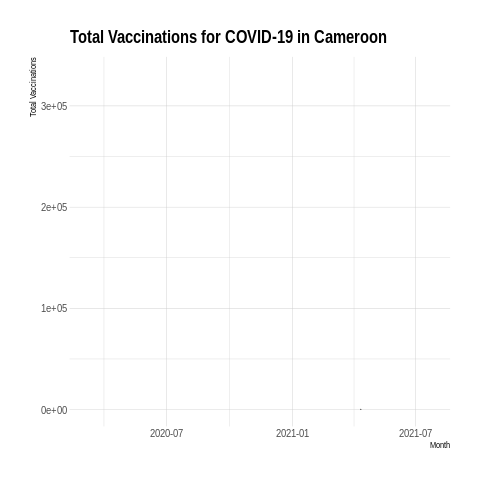 Total Vaccinations for COVID-19 in Cameroon
Total Vaccinations
3e+05
2e+05
1e+05
0e+00
2020-07
2021-01
2021-07
Month